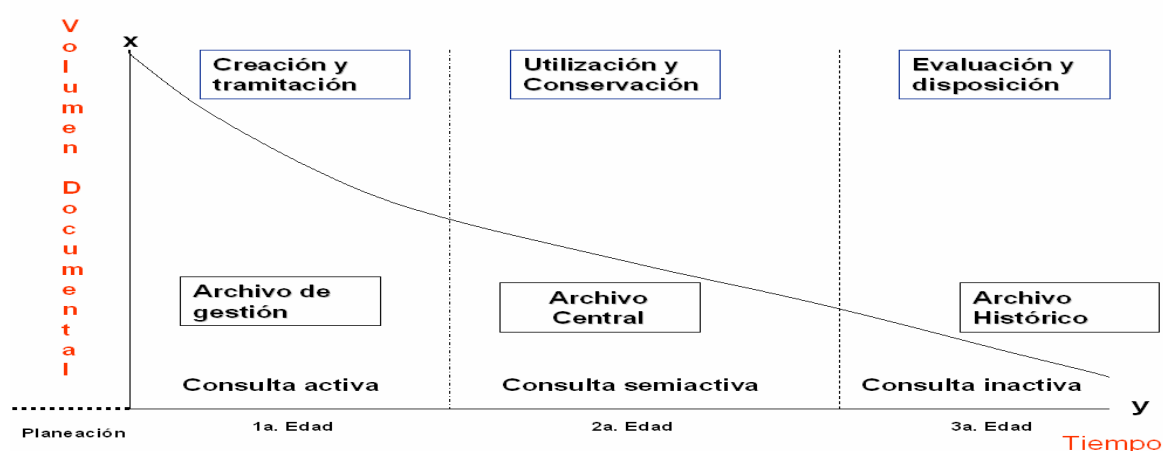 Volumen Documental
x
Creación y
tramitación
Utilización y
Conservación
Evaluación y
disposición
Archivo de
gestión
Archivo
Central
Archivo
Histórico
Consulta activa
Consulta semiactiva
Consulta inactiva
y
Planeación
1a. Edad
2a. Edad
3a. Edad
Tiempo